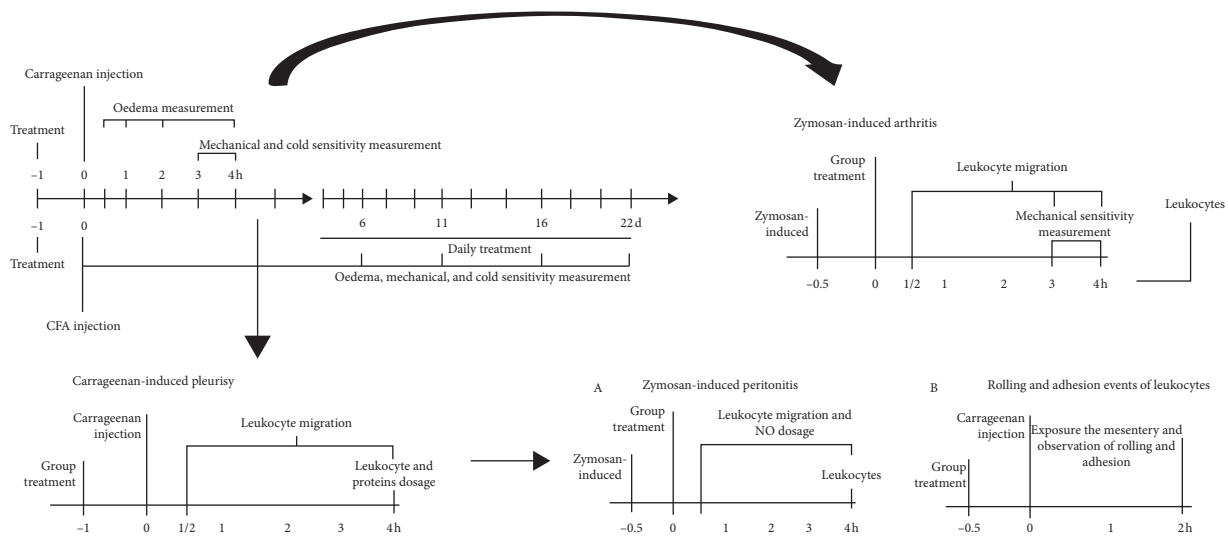 Carrageenan injection
Oedema measurement
Treatment
Mechanical and cold sensitivity measurement
–1
0
1
2
3
4 h
–1
0
6
11
16
22 d
Treatment
Daily treatment
Oedema, mechanical, and cold sensitivity measurement
CFA injection
Zymosan-induced arthritis
Group
treatment
Leukocyte migration
Zymosan-
induced
Mechanical sensitivity
measurement
Leukocytes
–0.5
0
1/2
1
2
3
4 h
Carrageenan-induced pleurisy
Carrageenan
injection
Leukocyte migration
Group
treatment
Leukocyte and
proteins dosage
–1
0
1/2
1
2
3
4 h
A
Zymosan-induced peritonitis
Group
treatment
Leukocyte migration and
NO dosage
Zymosan-
induced
Leukocytes
–0.5
0
1
2
3
4 h
B
Rolling and adhesion events of leukocytes
Carrageenan
injection
Exposure the mesentery and
observation of rolling and
adhesion
Group
treatment
–0.5
0
1
2 h